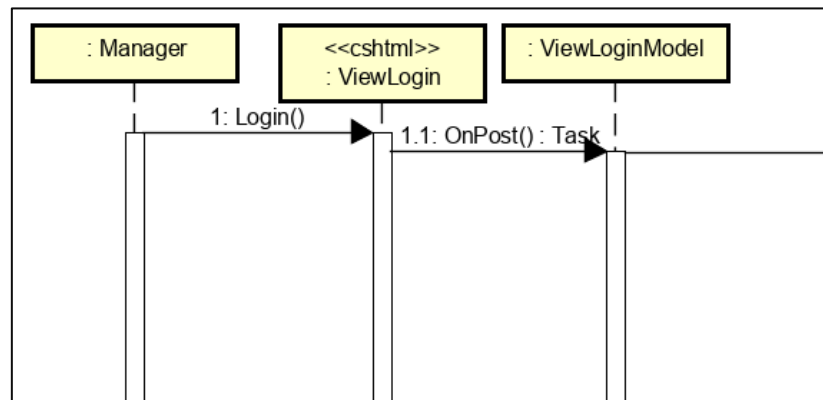 : Manager
<<cshtml>>
: ViewLogin
: ViewLoginModel
1: Login()
1.1: OnPost() : Task